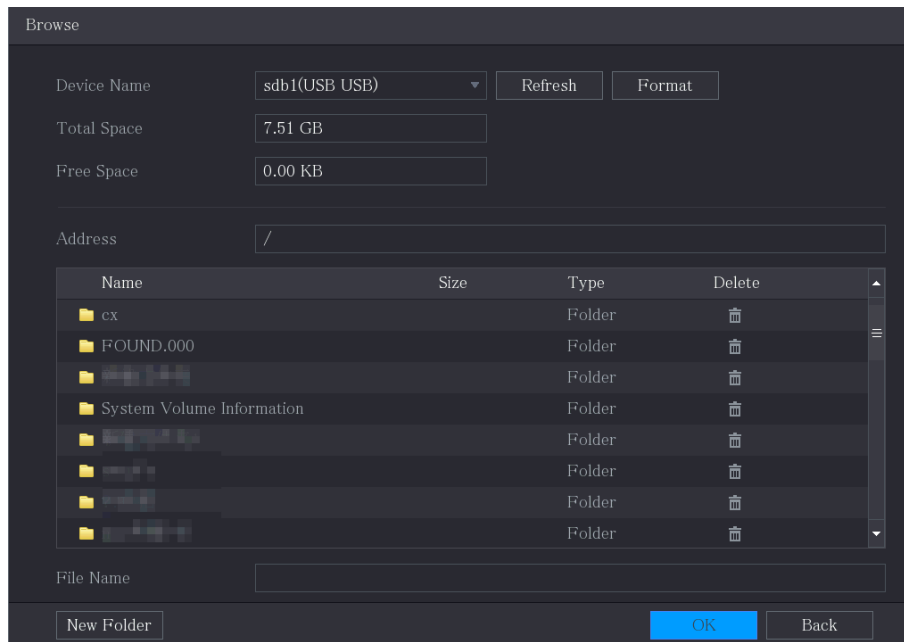 Browse
Device Name sdb1(USB USB) Refresh Format
Total Space 7.51 GB
Free Space 0.00 KB
Address /
Name Size Type Delete
cx Folder
FOUND.000 Folder
Folder
System Volume Information Folder
Folder
Folder
Folder
Folder
File Name
New Folder OK Back